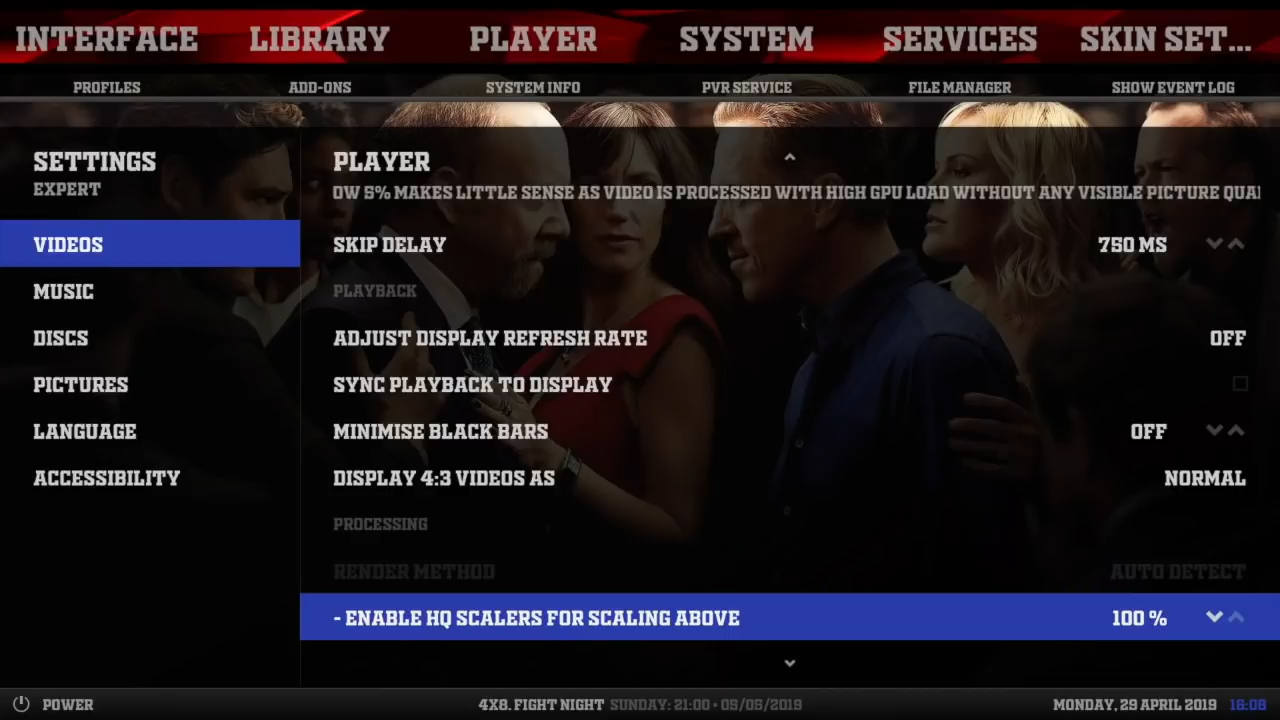 INTERFACE LIBRARY PLAYER SYSTEM SERVICES SKIN SET...
PROFILES ADD-ONS SYSTEM INFO PVR SERVICE FILE MANAGER SHOW EVENT LOG
SETTINGS
EXPERT
VIDEOS
MUSIC
DISCS
PICTURES
LANGUAGE
ACCESSIBILITY
PLAYER
OW 5% MAKES LITTLE SENSE AS VIDEO IS PROCESSED WITH HIGH GPU LOAD WITHOUT ANY VISIBLE PICTURE QUAL
SKIP DELAY 750 MS
PLAYBACK
ADJUST DISPLAY REFRESH RATE OFF
SYNC PLAYBACK TO DISPLAY
MINIMISE BLACK BARS OFF
DISPLAY 4:3 VIDEOS AS NORMAL
PROCESSING
RENDER METHOD AUTO DETECT
- ENABLE HQ SCALERS FOR SCALING ABOVE 100 %
POWER 4X8. FIGHT NIGHT SUNDAY: 21:00 • 05/05/2019 MONDAY, 29 APRIL 2019 16:08